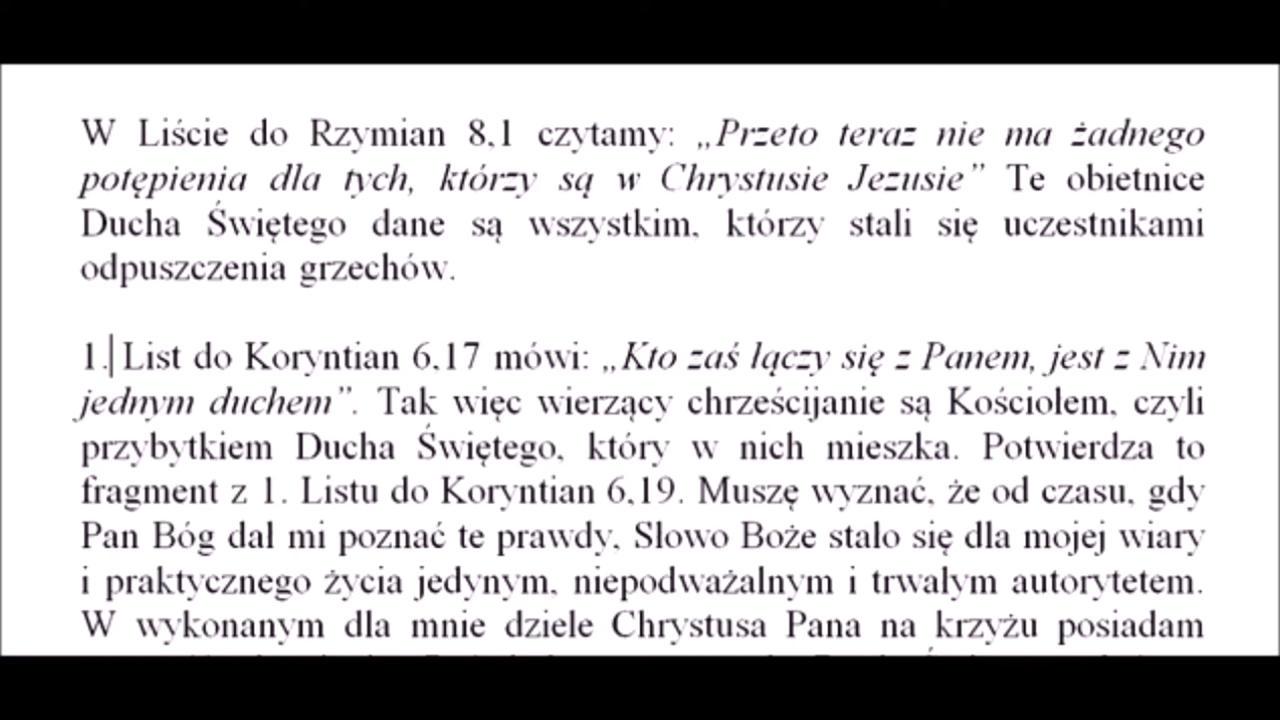 W Liście do Rzymian 8,1 czytamy: „Przeto teraz nie ma żadnego
potępienia dla tych, którzy są w Chrystusie Jezusie” Te obietnice
Ducha Świętego dane są wszystkim, którzy stali się uczestnikami
odpuszczenia grzechów.
1. List do Koryntian 6,17 mówi: „Kto zaś łączy się z Panem, jest z Nim
jednym duchem”. Tak więc wierzący chrześcijanie są Kościołem, czyli
przybytkiem Ducha Świętego, który w nich mieszka. Potwierdza to
fragment z 1. Listu do Koryntian 6,19. Muszę wyznać, że od czasu, gdy
Pan Bóg dał mi poznać te prawdy, Słowo Boże stało się dla mojej wiary
i praktycznego życia jedynym, niepodważalnym i trwałym autorytetem.
W wykonanym dla mnie dziele Chrystusa Pana na krzyżu posiadam